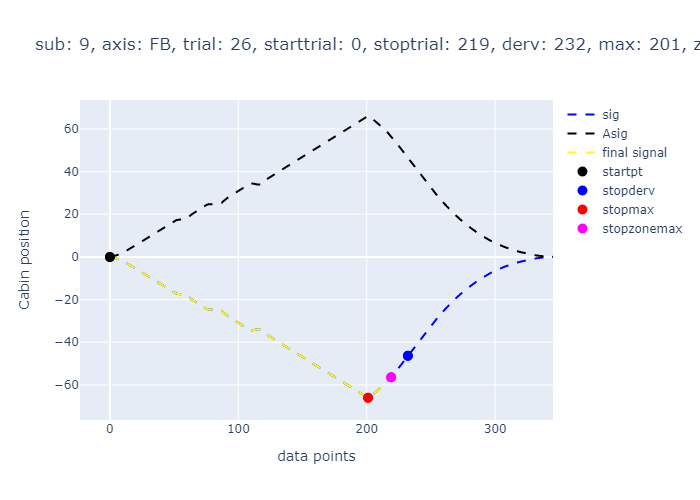 sub: 9, axis: FB, trial: 26, starttrial: 0, stoptrial: 219, derv: 232, max: 201, z
60
40
20
0
−20
−40
−60
Cabin position
0 100 200 300
data points
sig
Asig
final signal
startpt
stopderv
stopmax
stopzonemax